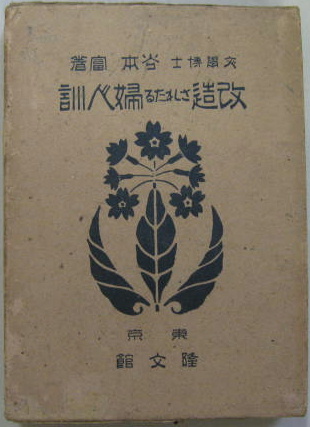 文學博士 谷本 富著
改造されたる婦人訓
東京
隆文館